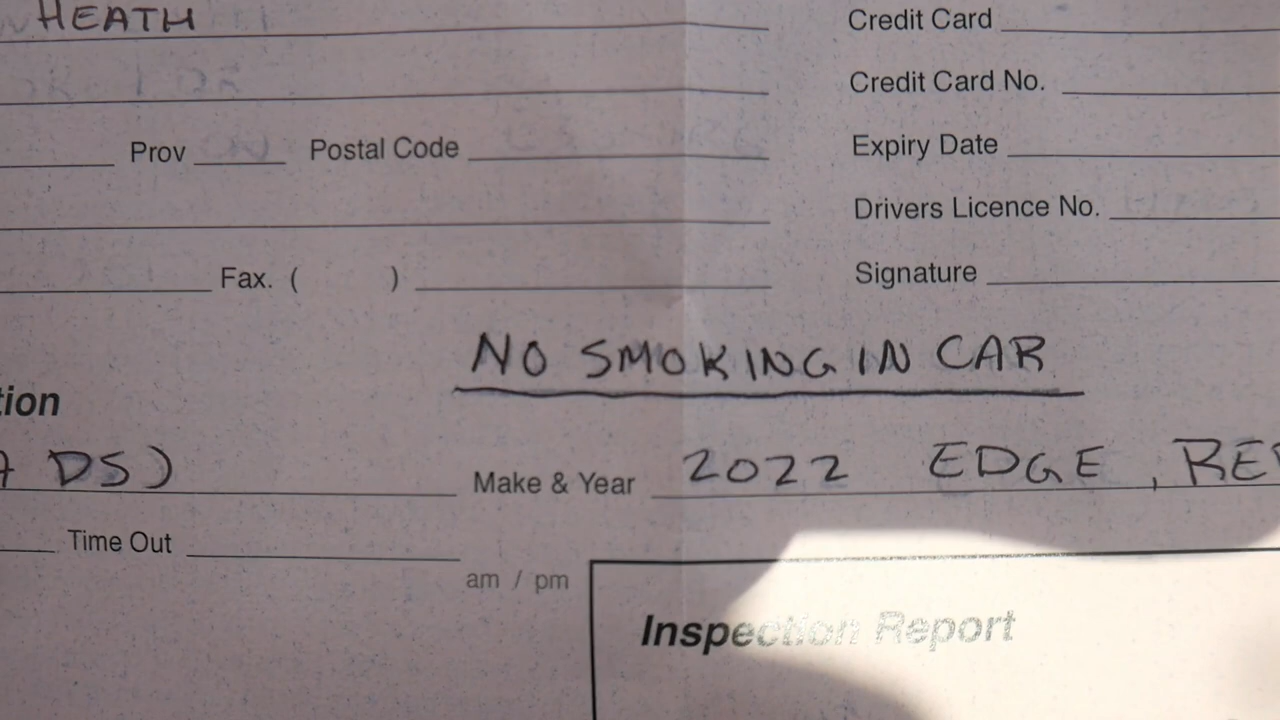 HEATH
Credit Card
Credit Card No.
Prov Postal Code
Expiry Date
Drivers Licence No.
Fax. ( )
Signature
NO SMOKING IN CAR
tion
DS)
Make & Year 2022 EDGE, RE
Time Out
am / pm
Inspection Report